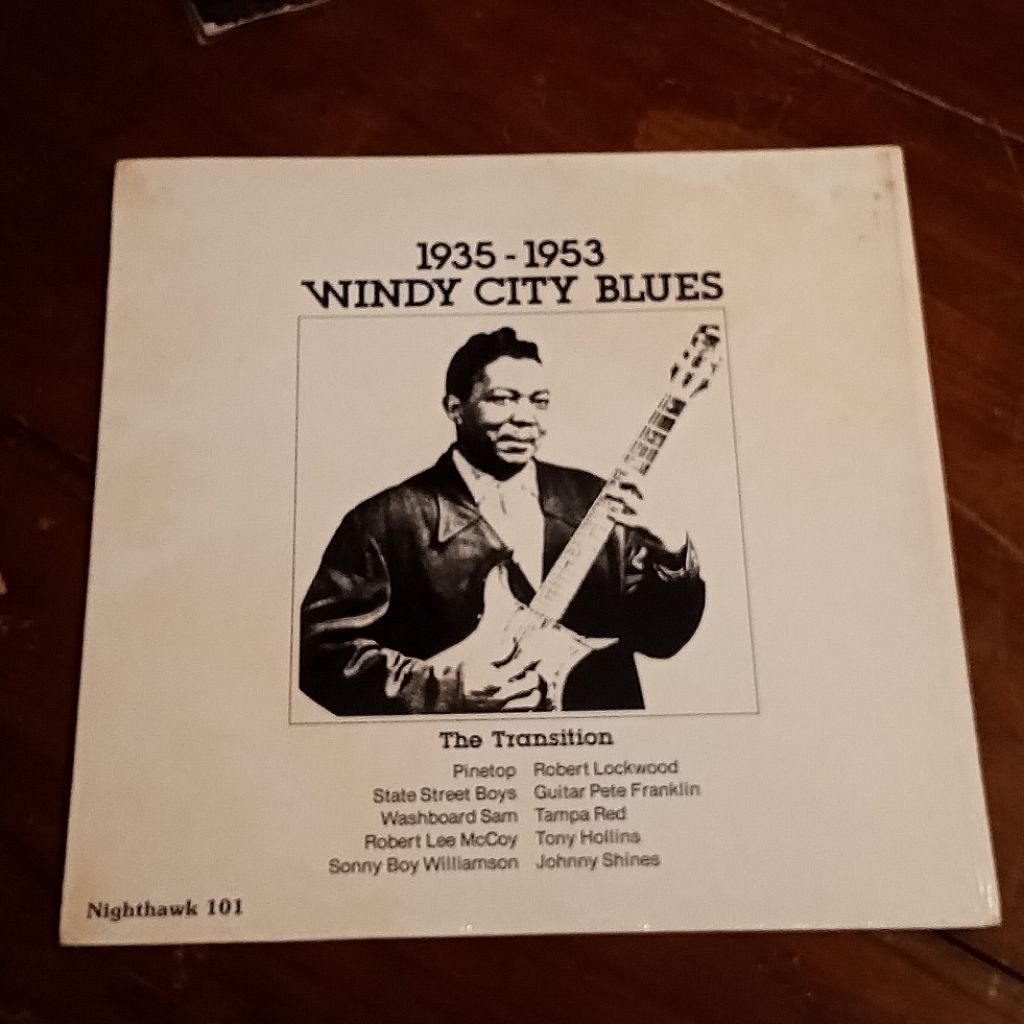 1935 - 1953
WINDY CITY BLUES
The Transition
Pinetop Robert Lockwood
State Street Boys Guitar Pete Franklin
Washboard Sam Tampa Red
Robert Lee McCoy Tony Hollins
Sonny Boy Williamson Johnny Shines
Nighthawk 101